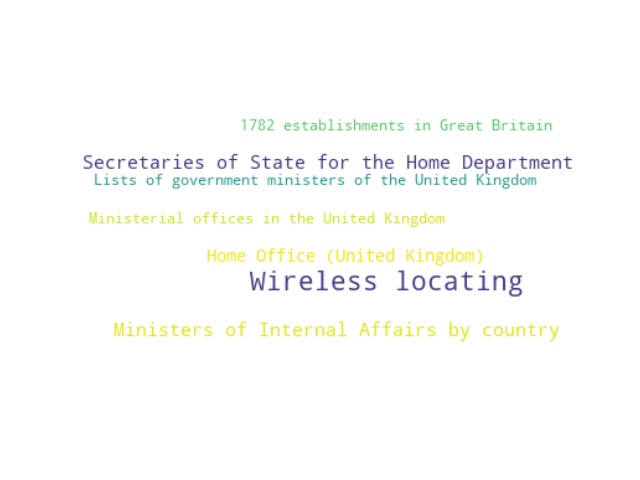 1782 establishments in Great Britain
Secretaries of State for the Home Department
Lists of government ministers of the United Kingdom
Ministerial offices in the United Kingdom
Home Office (United Kingdom)
Wireless locating
Ministers of Internal Affairs by country